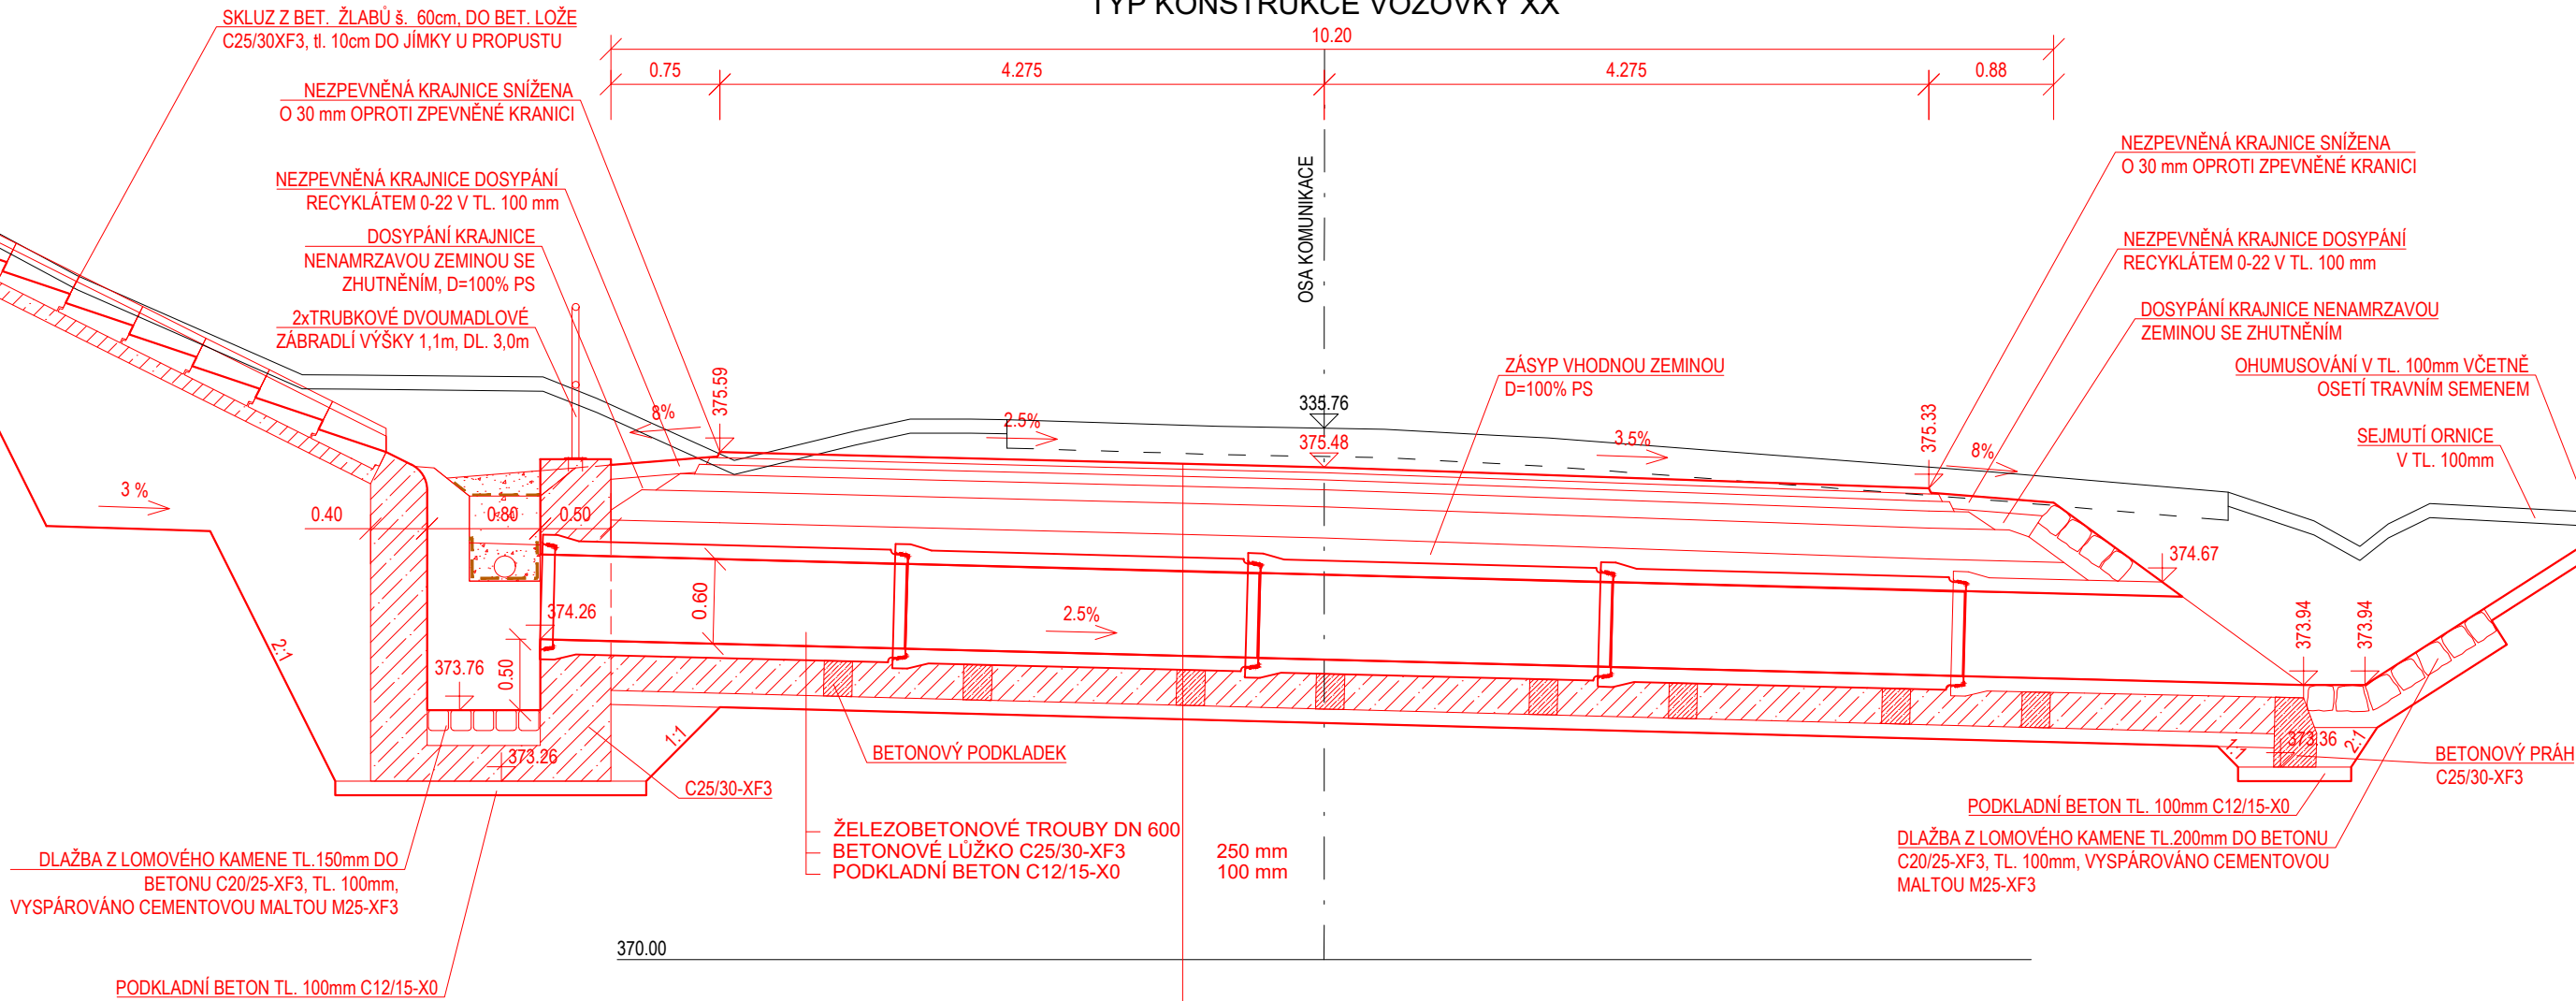 TYP KONSTRUKCE VOZOVKY XX
SKLUZ Z BET. ŽLABŮ š. 60cm, DO BET. LOŽE
C25/30XF3, tl. 10cm DO JÍMKY U PROPUSTU
10.20
0.75
4.275
4.275
0.88
NEZPEVNĚNÁ KRAJNICE SNÍŽENA
O 30 mm OPROTI ZPEVNĚNÉ KRANICI
NEZPEVNĚNÁ KRAJNICE DOSYPÁNÍ
RECYKLÁTEM 0-22 V TL. 100 mm
DOSYPÁNÍ KRAJNICE
NENAMRZAVOU ZEMINOU SE
ZHUTNĚNÍM, D=100% PS
2xTRUBKOVÉ DVOUMADLOVÉ
ZÁBRADLÍ VÝŠKY 1,1m, DL. 3,0m
OSA KOMUNIKACE
NEZPEVNĚNÁ KRAJNICE SNÍŽENA
O 30 mm OPROTI ZPEVNĚNÉ KRANICI
NEZPEVNĚNÁ KRAJNICE DOSYPÁNÍ
RECYKLÁTEM 0-22 V TL. 100 mm
DOSYPÁNÍ KRAJNICE NENAMRZAVOU
ZEMINOU SE ZHUTNĚNÍM
OHUMUSOVÁNÍ V TL. 100mm VČETNĚ
OSETÍ TRAVNÍM SEMENEM
SEJMUTÍ ORNICE
V TL. 100mm
ZÁSYP VHODNOU ZEMINOU
D=100% PS
375.59
8%
2.5%
335.76
375.48
3.5%
375.33
8%
3 %
0.40
0.80
0.50
374.26
0.60
2.5%
374.67
373.94
373.94
2:1
373.76
0.50
373.26
1:1
1:1
373.36
2:1
BETONOVÝ PODKLADEK
C25/30-XF3
BETONOVÝ PRÁH
C25/30-XF3
PODKLADNÍ BETON TL. 100mm C12/15-X0
ŽELEZOBETONOVÉ TROUBY DN 600
BETONOVÉ LŮŽKO C25/30-XF3 250 mm
PODKLADNÍ BETON C12/15-X0 100 mm
DLAŽBA Z LOMOVÉHO KAMENE TL.200mm DO BETONU
C20/25-XF3, TL. 100mm, VYSPÁROVÁNO CEMENTOVOU
MALTOU M25-XF3
DLAŽBA Z LOMOVÉHO KAMENE TL.150mm DO
BETONU C20/25-XF3, TL. 100mm,
VYSPÁROVÁNO CEMENTOVOU MALTOU M25-XF3
370.00
PODKLADNÍ BETON TL. 100mm C12/15-X0